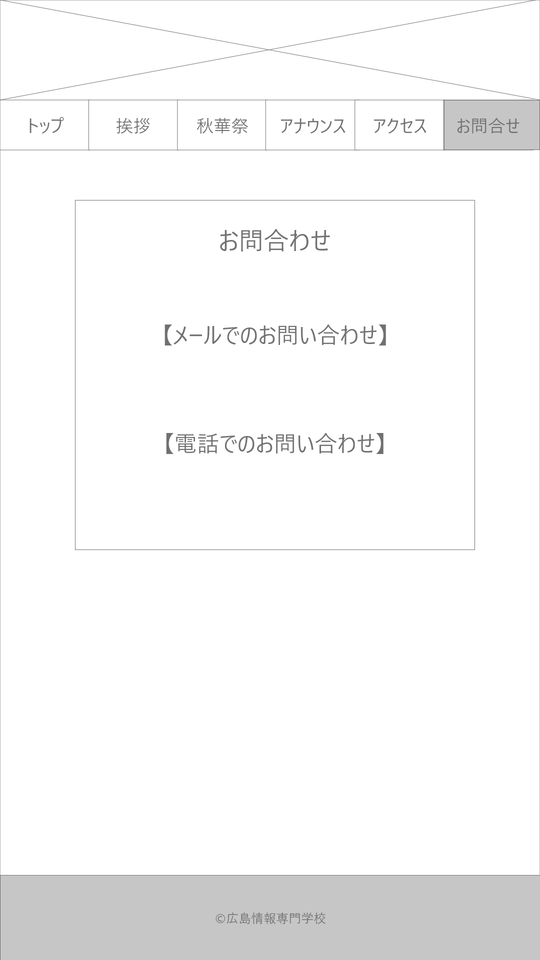 トップ 挨拶 秋華祭 アナウンス アクセス お問合せ
お問合わせ
【メールでのお問い合わせ】
【電話でのお問い合わせ】
©広島情報専門学校